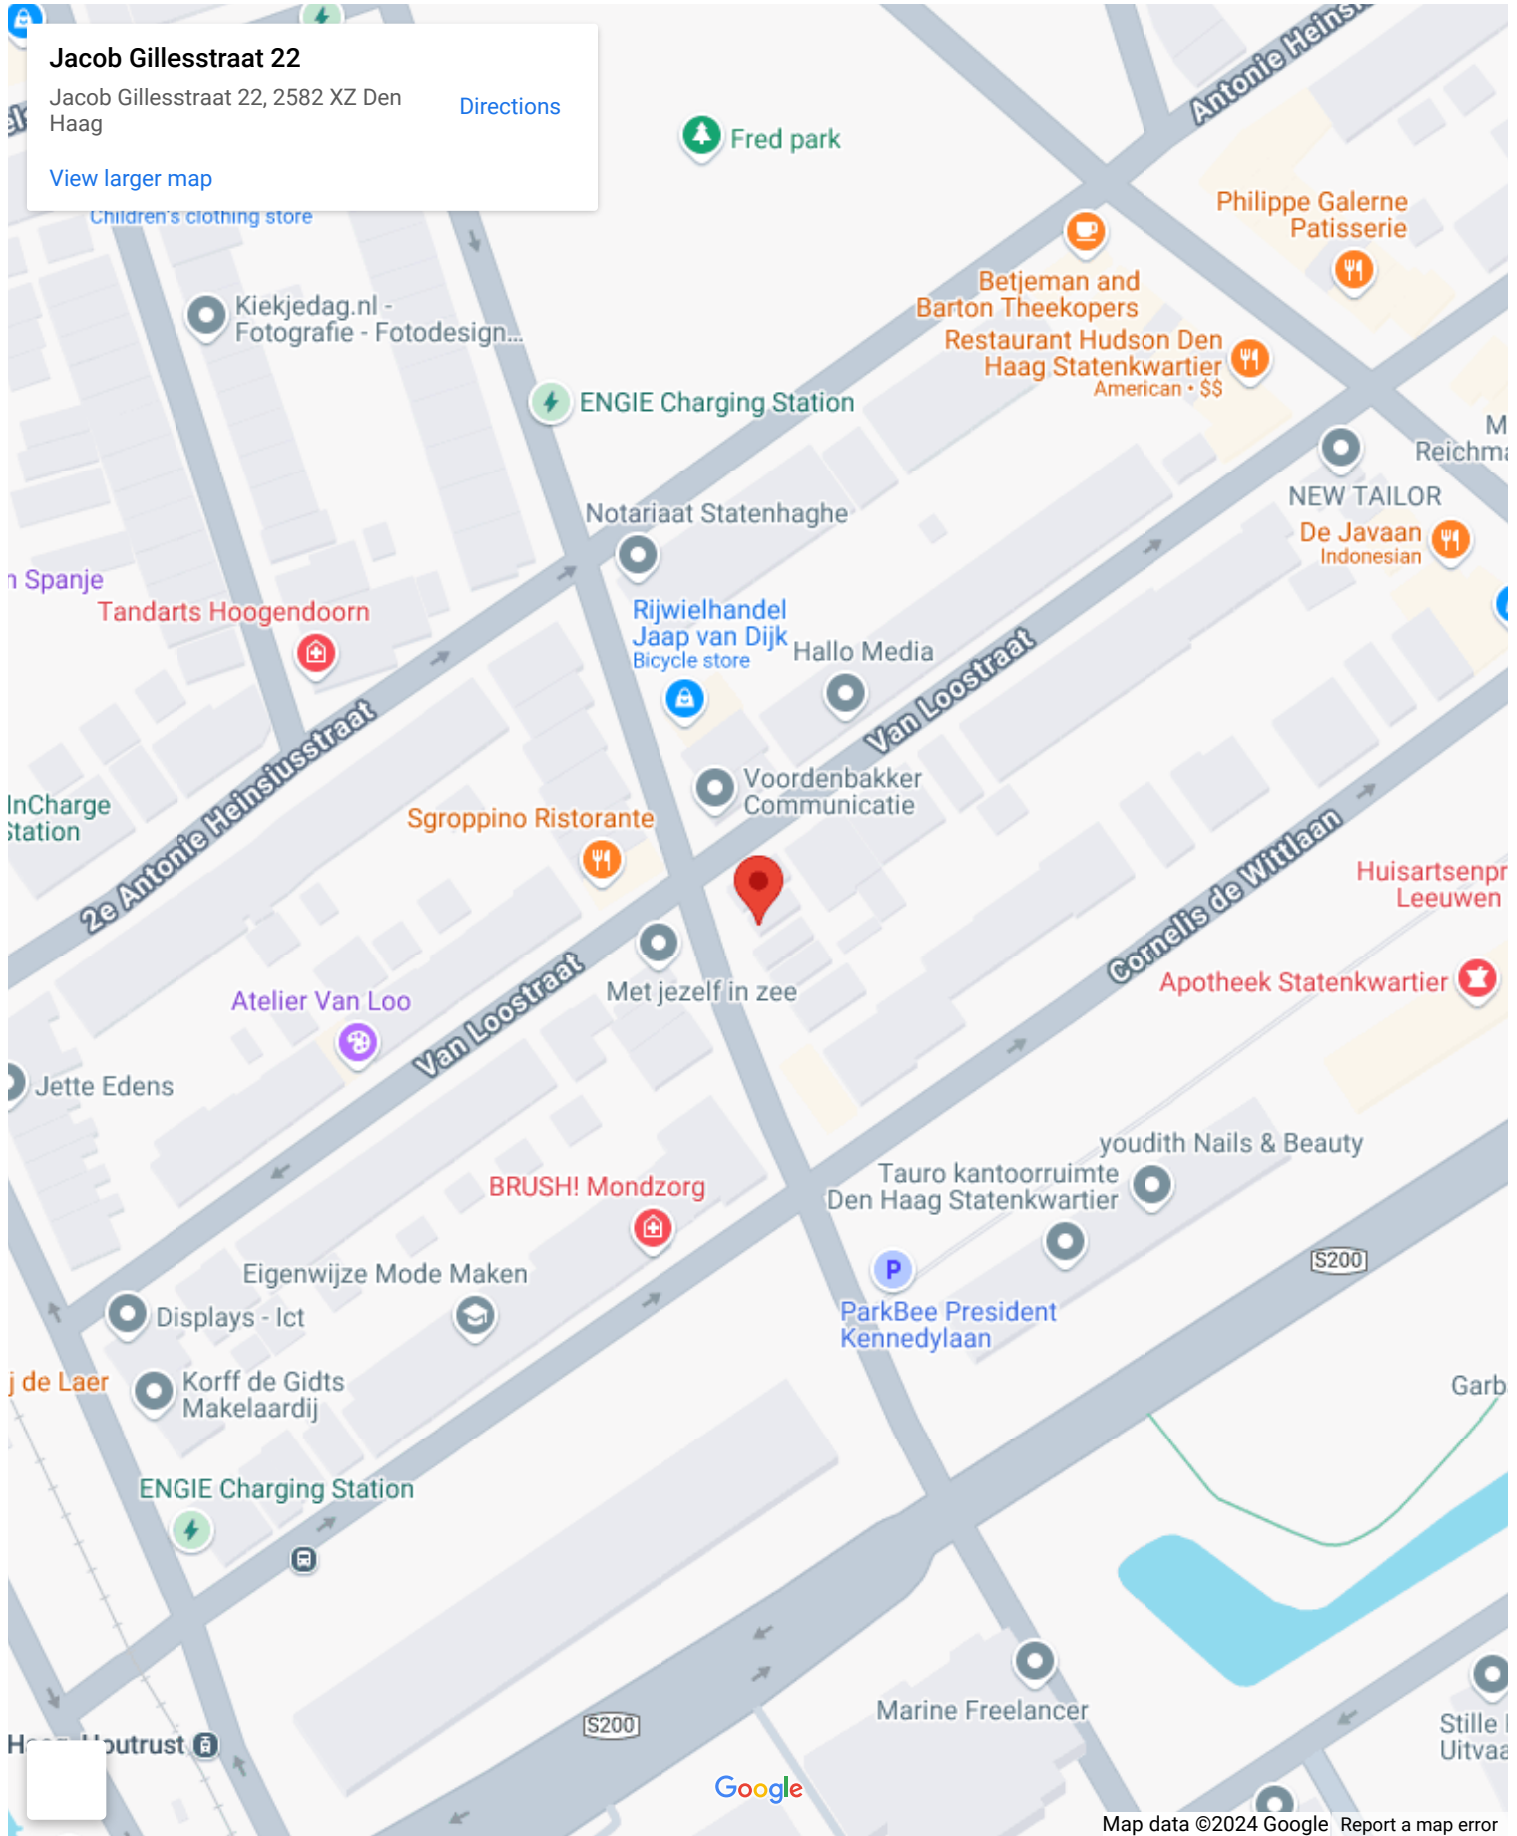 Jacob Gillesstraat 22
Jacob Gillesstraat 22, 2582 XZ Den
Haag
Directions
View larger map
Children's clothing store
Fred park
Antonie Heins
Philippe Galerne
Patisserie
Betjeman and
Barton Theekopers
Restaurant Hudson Den
Haag Statenkwartier
American • $$
Kiekjedag.nl -
Fotografie - Fotodesign...
ENGIE Charging Station
Reichma
NEW TAILOR
De Javaan
Indonesian
Notariaat Statenhaghe
n Spanje
Tandarts Hoogendoorn
Rijwielhandel
Jaap van Dijk
Bicycle store
Hallo Media
Van Loostraat
2e Antonie Heinsiusstraat
InCharge
Station
Voordenbakker
Communicatie
Sgroppino Ristorante
Cornelis de Wittlaan
Huisartsenpr
Leeuwen
Apotheek Statenkwartier
Met jezelf in zee
Atelier Van Loo
Van Loostraat
Jette Edens
youdith Nails & Beauty
Tauro kantoorruimte
Den Haag Statenkwartier
BRUSH! Mondzorg
S200
Eigenwijze Mode Maken
Displays - Ict
P
ParkBee President
Kennedylaan
j de Laer
Korff de Gidts
Makelaardij
Garb
ENGIE Charging Station
Marine Freelancer
S200
Stille
Uitvaa
Houtrust
Google
Map data ©2024 Google
Report a map error